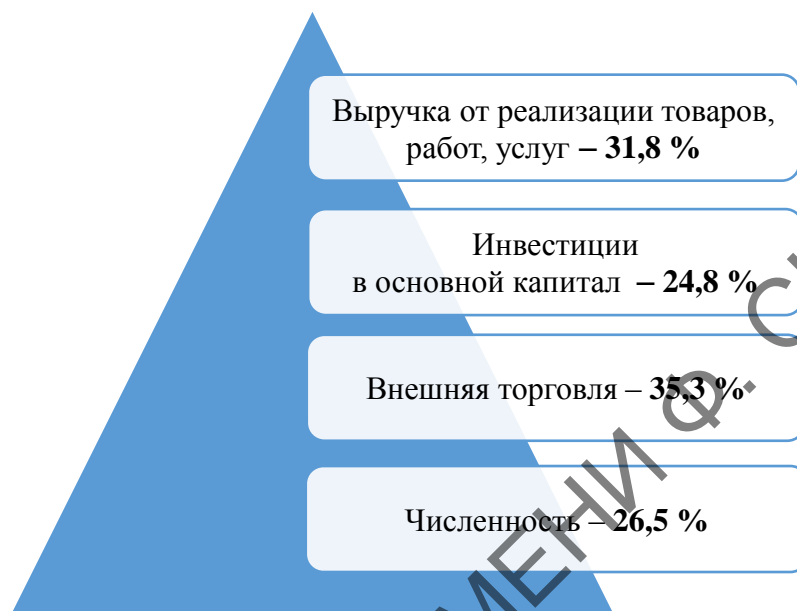 Выручка от реализации товаров,
работ, услуг – 31,8 %
Инвестиции
в основной капитал – 24,8 %
Внешняя торговля – 35,3 %
Численность – 26,5 %
МЕНИ Ф.